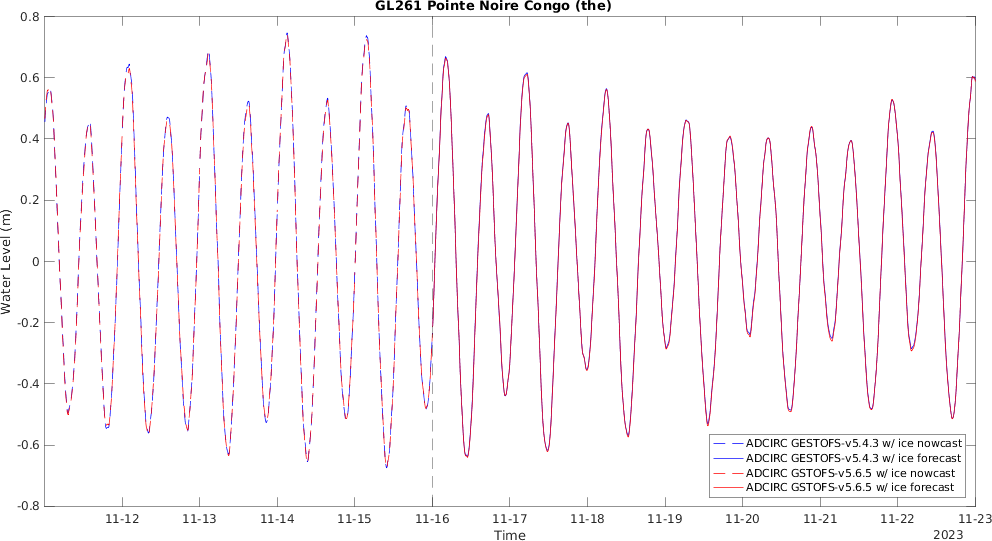 GL261 Pointe Noire Congo (the)
0.8
0.6
0.4
0.2
0
-0.2
-0.4
-0.6
-0.8
Water Level (m)
ADCIRC GESTOFS-v5.4.3 w/ ice nowcast
ADCIRC GESTOFS-v5.4.3 w/ ice forecast
ADCIRC GSTOFS-v5.6.5 w/ ice nowcast
ADCIRC GSTOFS-v5.6.5 w/ ice forecast
11-12 11-13 11-14 11-15 11-16 11-17 11-18 11-19 11-20 11-21 11-22 11-23
Time
2023